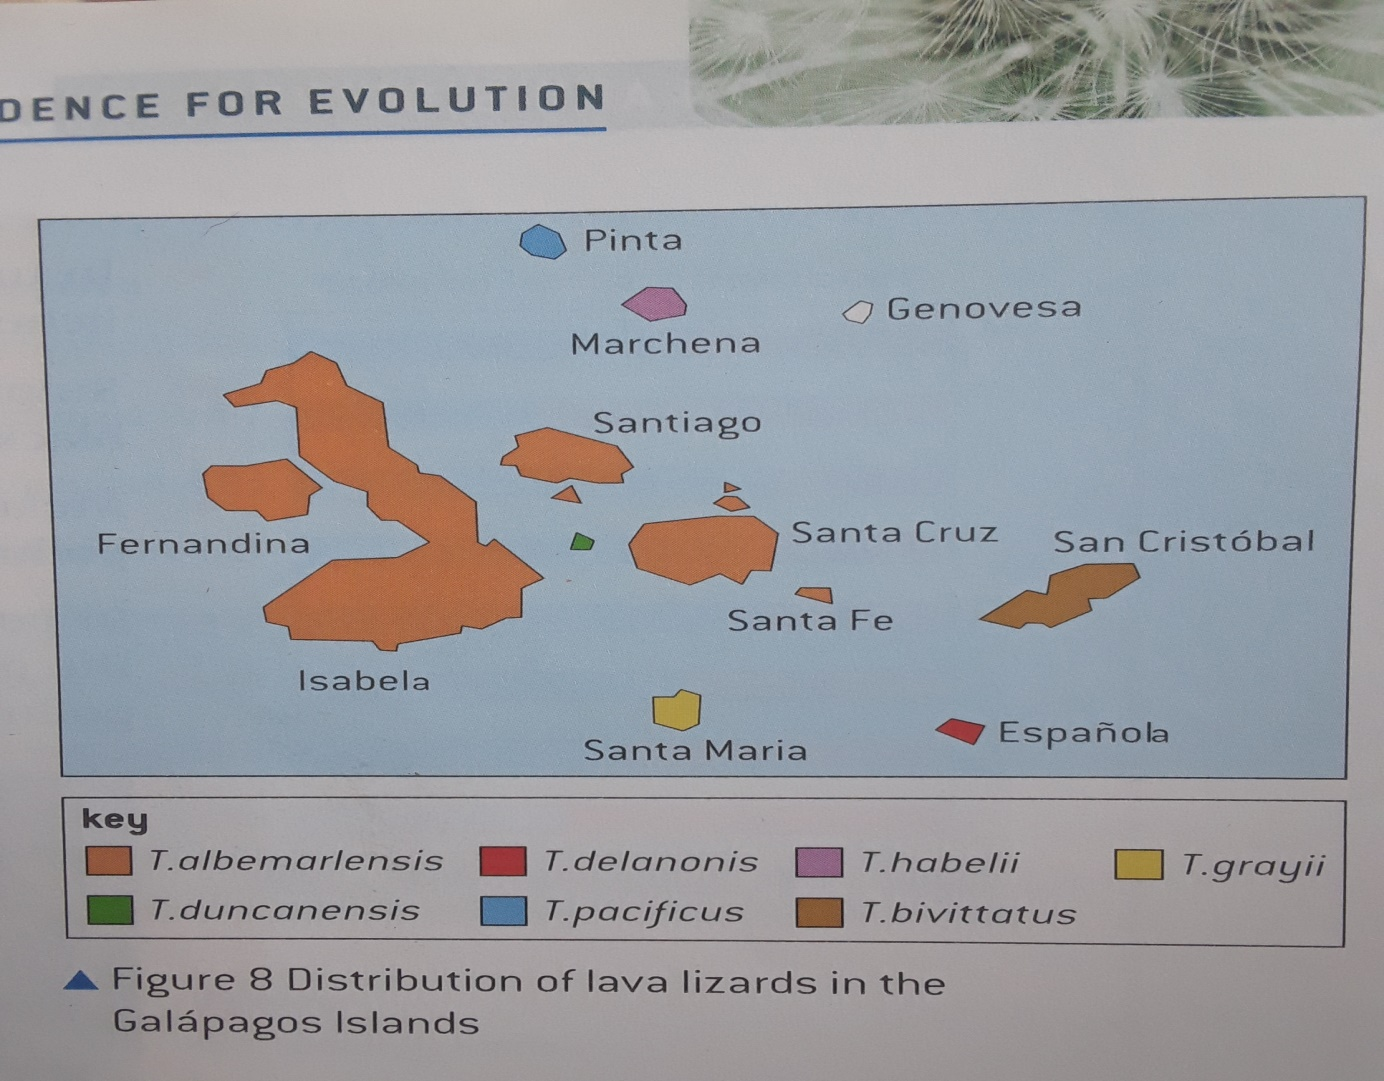 DENCE FOR EVOLUTION
Pinta
Genovesa
Marchena
Santiago
Santa Cruz
San Cristóbal
Fernandina
Santa Fe
Isabela
Santa Maria
Española
key
T.albemarlensis T.delanonis T.habelii T.grayii
T.duncanensis T.pacificus T.bivittatus
Figure 8 Distribution of lava lizards in the
Galápagos Islands